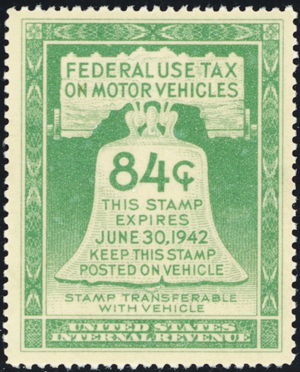 FEDERAL USE TAX
ON MOTOR VEHICLES
84¢
THIS STAMP
EXPIRES
JUNE 30, 1942
KEEP THIS STAMP
POSTED ON VEHICLE
STAMP TRANSFERABLE
WITH VEHICLE
UNITED STATES
INTERNAL REVENUE